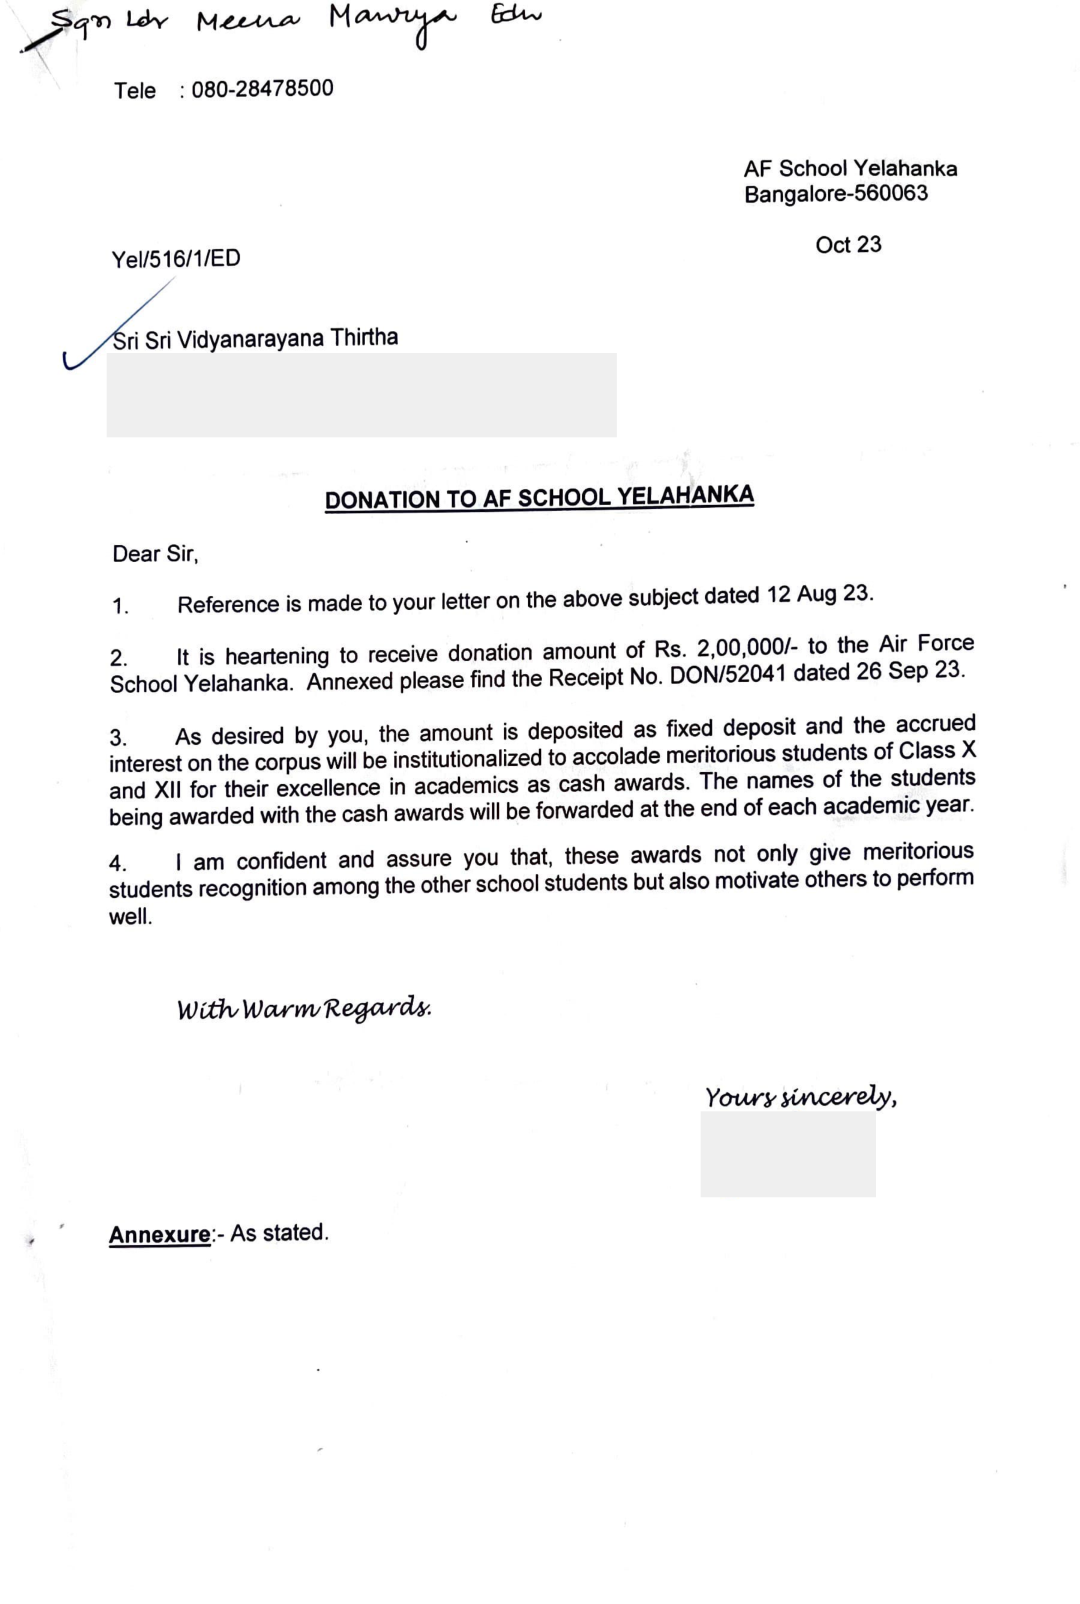 Sqn Ldr Meena Mawrya Edn
Tele : 080-28478500
AF School Yelahanka
Bangalore-560063
Oct 23
Yel/516/1/ED
Sri Sri Vidyanarayana Thirtha
DONATION TO AF SCHOOL YELAHANKA
Dear Sir,
1. Reference is made to your letter on the above subject dated 12 Aug 23.
2. It is heartening to receive donation amount of Rs. 2,00,000/- to the Air Force
School Yelahanka. Annexed please find the Receipt No. DON/52041 dated 26 Sep 23.
3. As desired by you, the amount is deposited as fixed deposit and the accrued
interest on the corpus will be institutionalized to accolade meritorious students of Class X
and XII for their excellence in academics as cash awards. The names of the students
being awarded with the cash awards will be forwarded at the end of each academic year.
4. I am confident and assure you that, these awards not only give meritorious
students recognition among the other school students but also motivate others to perform
well.
With Warm Regards.
Yours sincerely,
Annexure:- As stated.